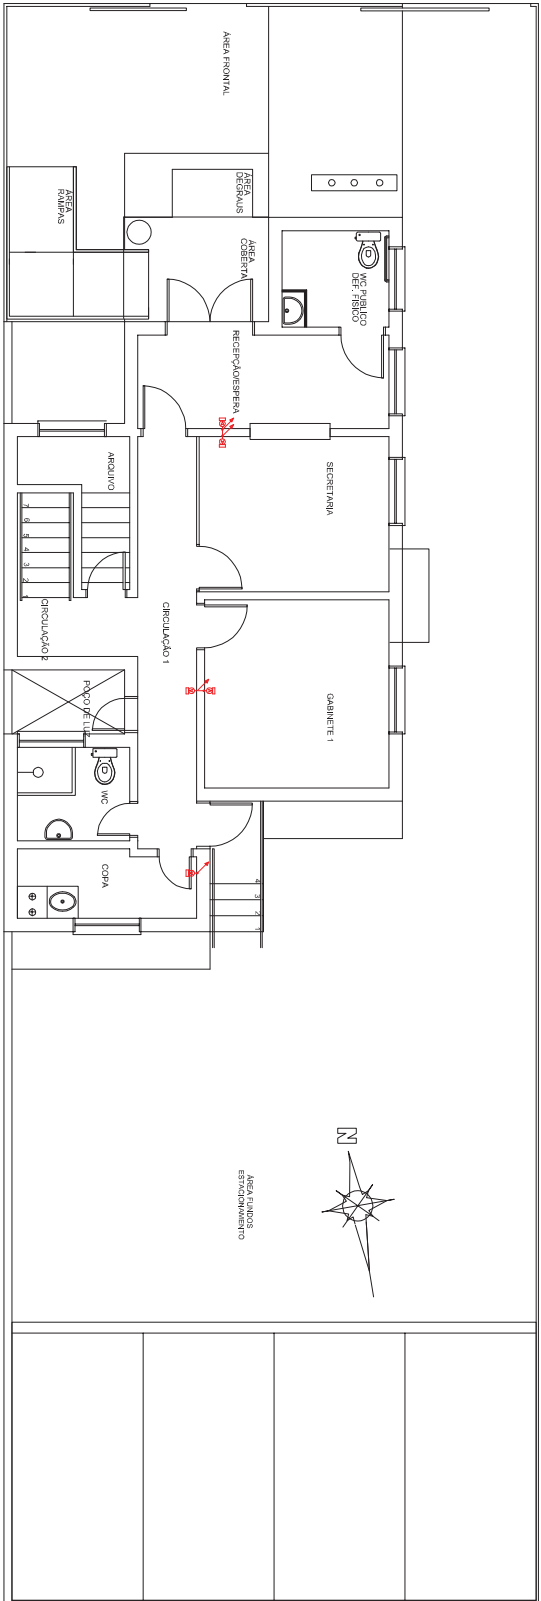 ÁREA FRONTAL
ÁREA
RAMPAS
ÁREA
DEGRAUS
ÁREA
COBERTA
WC PUBLICO
DEF. FISICO
RECEPÇÃO/ESPERA
ARQUIVO
SECRETARIA
7
6
5
4
3
2
1
CIRCULAÇÃO 2
CIRCULAÇÃO 1
POÇO DE LUZ
GABINETE 1
WC
COPA
4
3
2
1
N
ÁREA FUNDOS
ESTACIONAMENTO